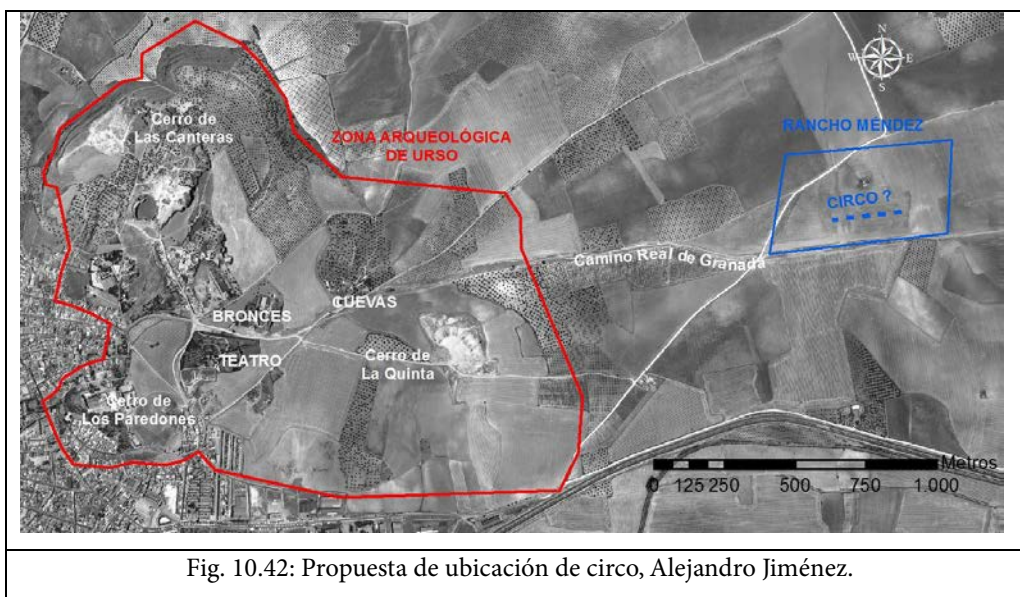 Cerro de
Las Canteras
ZONA ARQUEOLÓGICA
DE URSO
N
W
E
S
RANCHO MÉNDEZ
CIRCO ?
Camino Real de Granada
CUEVAS
BRONCES
TEATRO
Cerro de
La Quinta
Cerro de
Los Paredones
Metros
0 125 250 500 750 1.000
Fig. 10.42: Propuesta de ubicación de circo, Alejandro Jiménez.